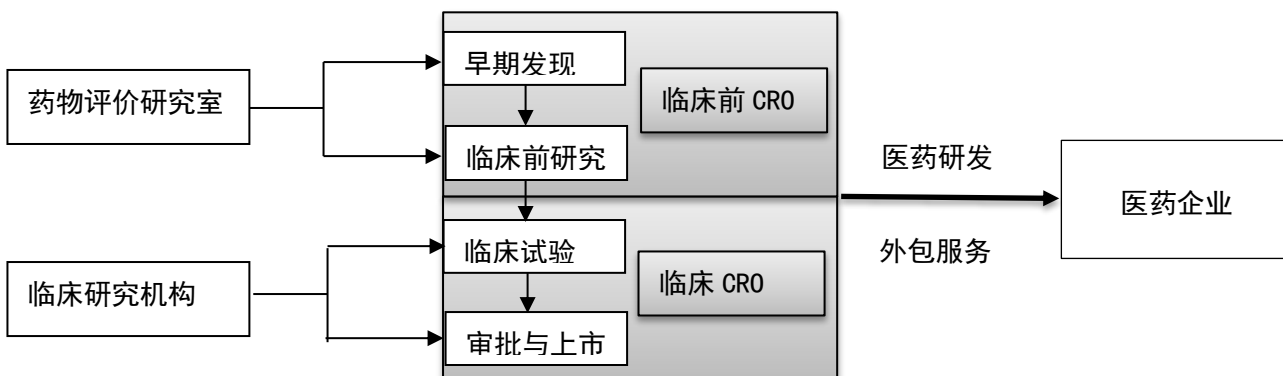 药物评价研究室
临床研究机构
早期发现
临床前研究
临床前 CRO
临床试验
审批与上市
临床 CRO
医药研发
外包服务
医药企业